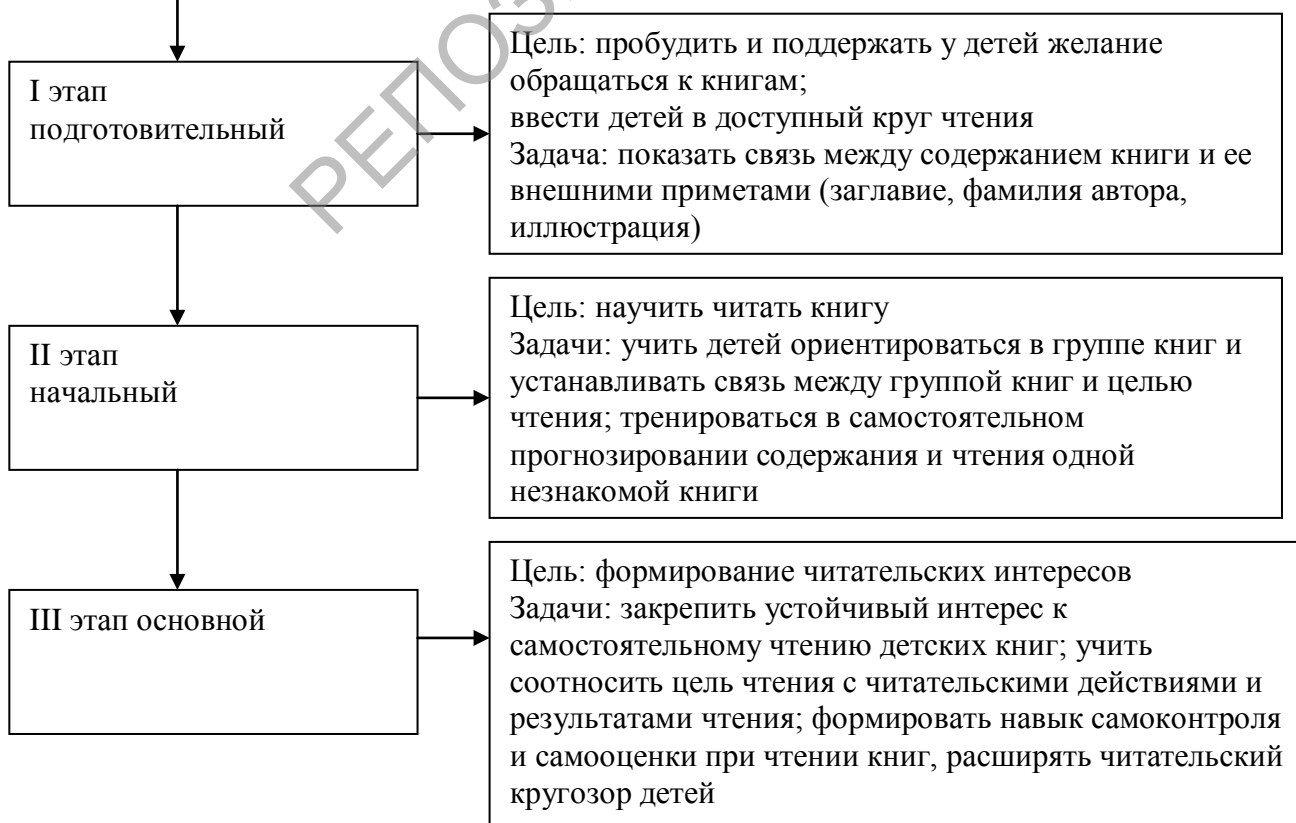 I этап
подготовительный
Цель: пробудить и поддержать у детей желание
обращаться к книгам;
ввести детей в доступный круг чтения
Задача: показать связь между содержанием книги и ее
внешними приметами (заглавие, фамилия автора,
иллюстрация)
II этап
начальный
Цель: научить читать книгу
Задачи: учить детей ориентироваться в группе книг и
устанавливать связь между группой книг и целью
чтения; тренироваться в самостоятельном
прогнозировании содержания и чтения одной
незнакомой книги
III этап основной
Цель: формирование читательских интересов
Задачи: закрепить устойчивый интерес к
самостоятельному чтению детских книг; учить
соотносить цель чтения с читательскими действиями и
результатами чтения; формировать навык самоконтроля
и самооценки при чтении книг, расширять читательский
кругозор детей